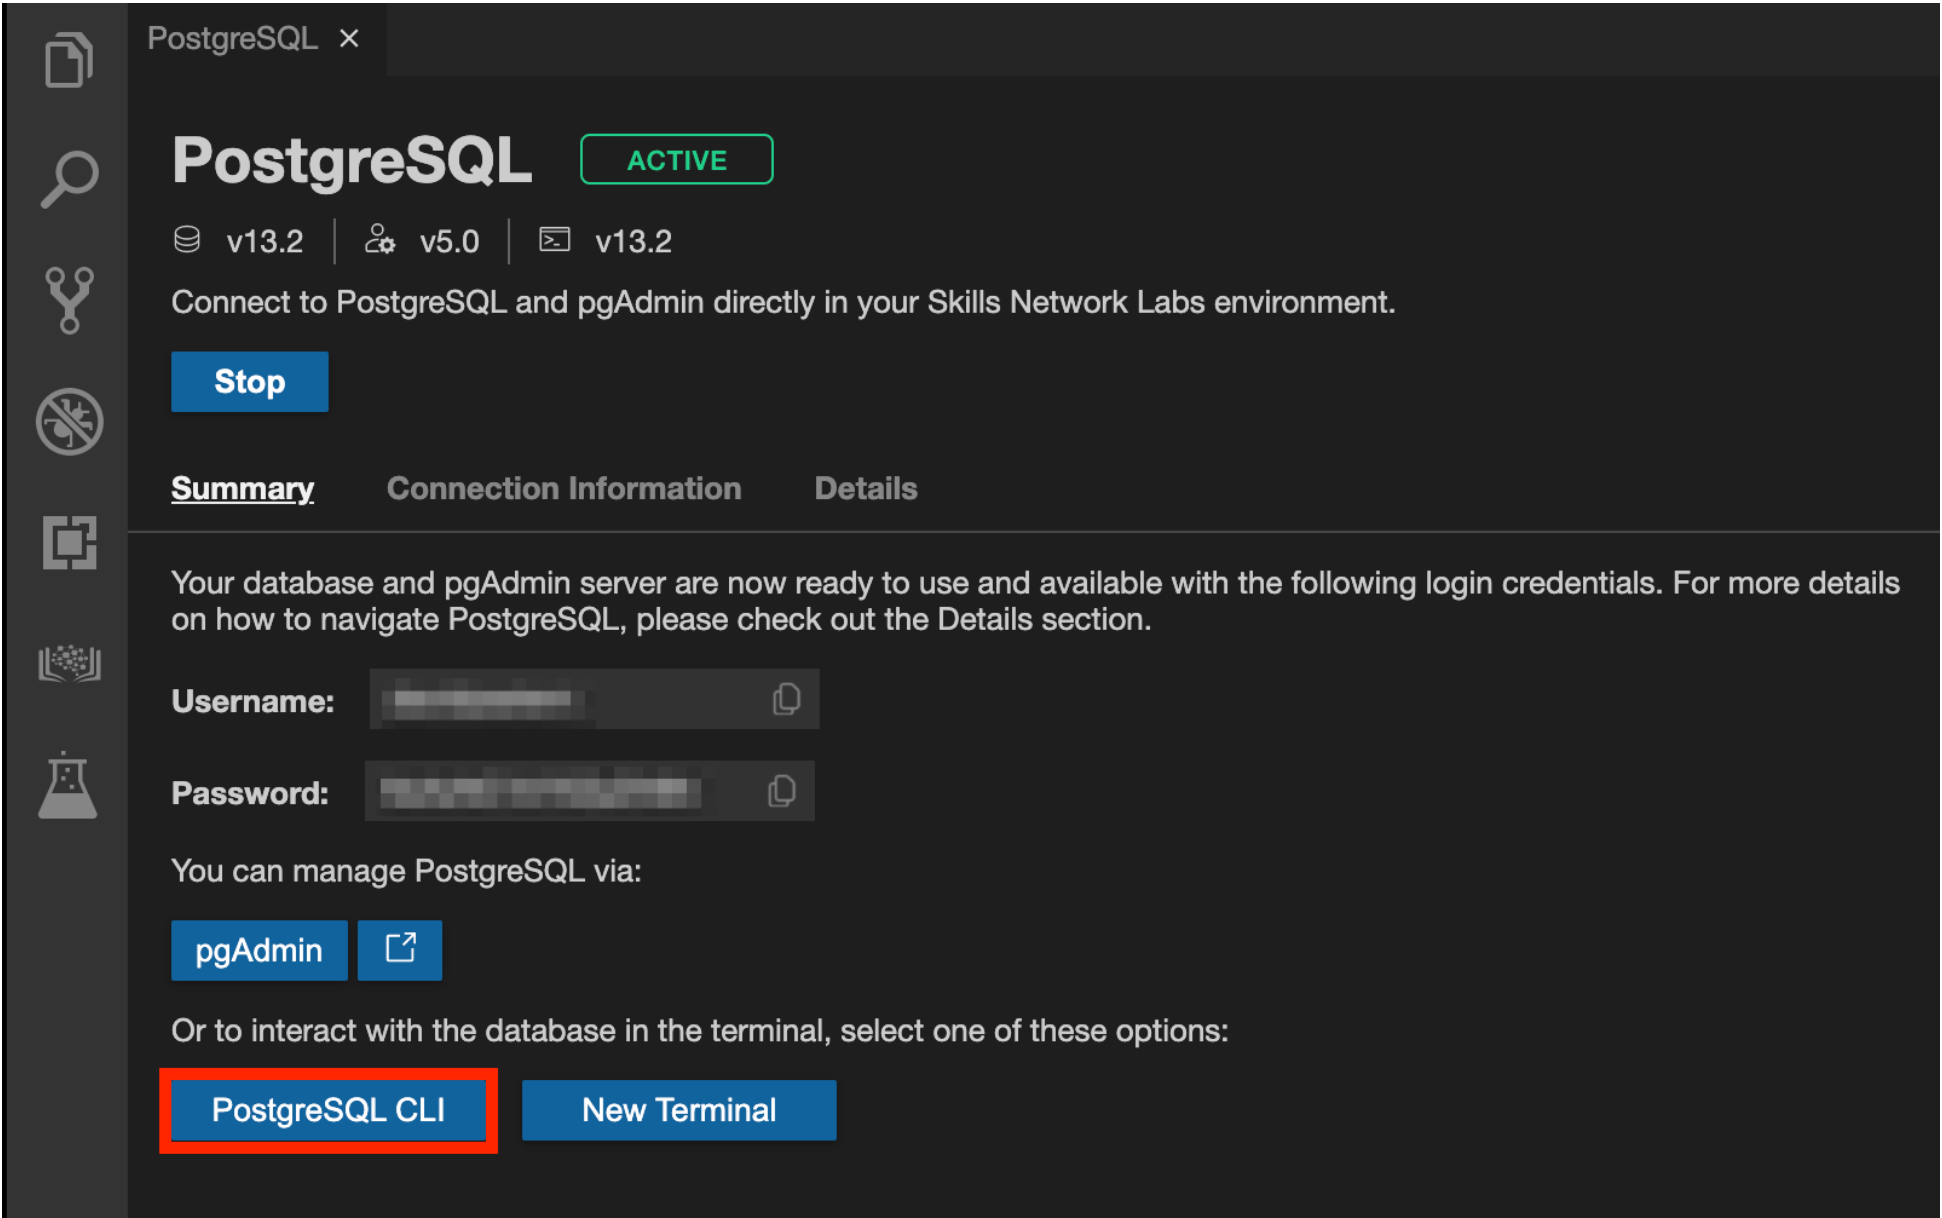 PostgreSQL ×
PostgreSQL ACTIVE
v13.2 v5.0 v13.2
Connect to PostgreSQL and pgAdmin directly in your Skills Network Labs environment.
Stop
Summary Connection Information Details
Your database and pgAdmin server are now ready to use and available with the following login credentials. For more details
on how to navigate PostgreSQL, please check out the Details section.
Username:
Password:
You can manage PostgreSQL via:
pgAdmin
Or to interact with the database in the terminal, select one of these options:
PostgreSQL CLI New Terminal